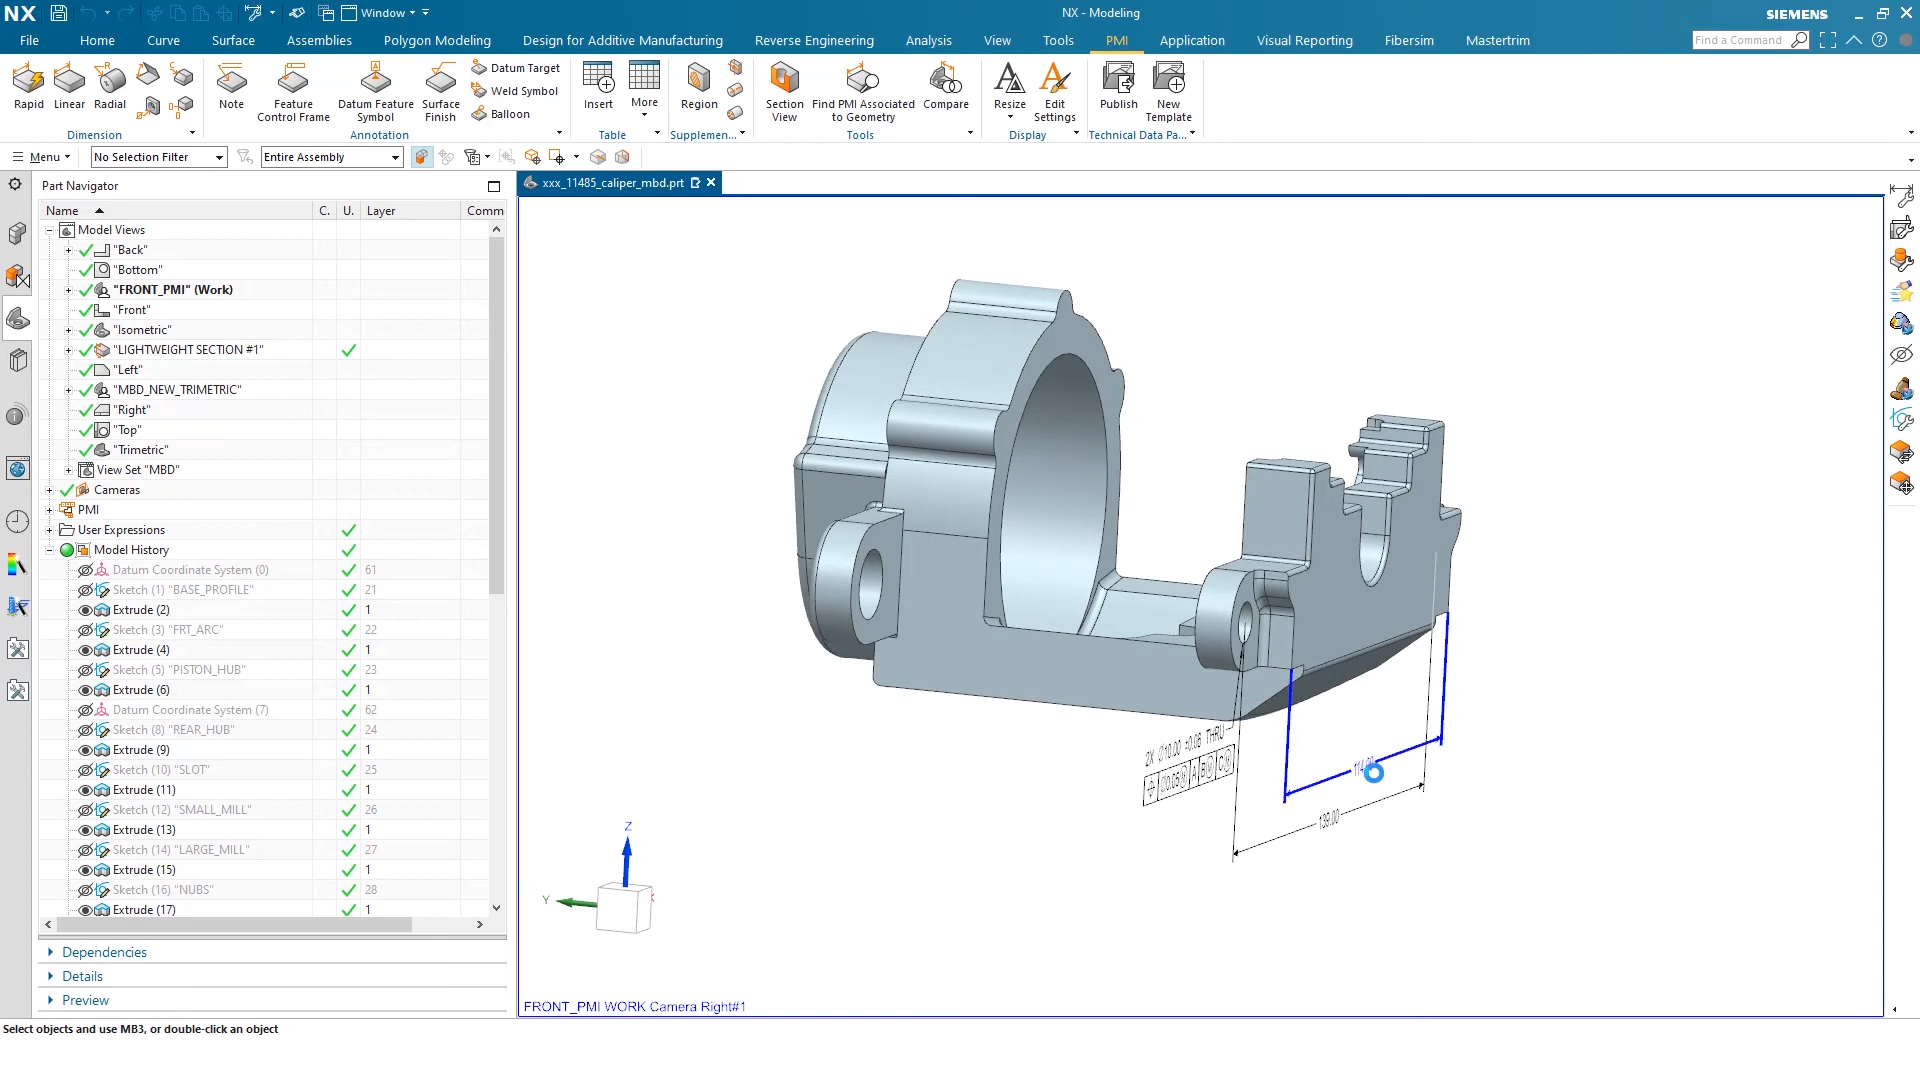 NX
Window
NX - Modeling
SIEMENS
File
Home
Curve
Surface
Assemblies
Polygon Modeling
Design for Additive Manufacturing
Reverse Engineering
Analysis
View
Tools
PMI
Application
Visual Reporting
Fibersim
Mastertrim
Find a Command
Rapid
Linear
Radial
Note
Feature Control Frame
Datum Feature Symbol
Surface Finish
Datum Target
Weld Symbol
Balloon
Insert
More
Region
Section View
Find PMI Associated to Geometry
Compare
Resize
Edit Settings
Publish
New Template
Dimension
Annotation
Table
Supplemen...
Tools
Display
Technical Data Pa...
Menu
No Selection Filter
Entire Assembly
Part Navigator
xxx_11485_caliper_mbd.prt
Name
C.
U.
Layer
Comm
Model Views
"Back"
"Bottom"
"FRONT_PMI" (Work)
"Front"
"Isometric"
"LIGHTWEIGHT SECTION #1"
"Left"
"MBD_NEW_TRIMETRIC"
"Right"
"Top"
"Trimetric"
View Set "MBD"
Cameras
PMI
User Expressions
Model History
Datum Coordinate System (0) 61
Sketch (1) "BASE_PROFILE" 21
Extrude (2) 1
Sketch (3) "FRT_ARC" 22
Extrude (4) 1
Sketch (5) "PISTON_HUB" 23
Extrude (6) 1
Datum Coordinate System (7) 62
Sketch (8) "REAR_HUB" 24
Extrude (9) 1
Sketch (10) "SLOT" 25
Extrude (11) 1
Sketch (12) "SMALL_MILL" 26
Extrude (13) 1
Sketch (14) "LARGE_MILL" 27
Extrude (15) 1
Sketch (16) "NUBS" 28
Extrude (17) 1
Dependencies
Details
Preview
2X ∅10.00 ±0.06 THRU
∅0.05Ⓜ A BⓂ CⓂ
139.00
Z
Y
X
FRONT_PMI WORK Camera Right#1
Select objects and use MB3, or double-click an object